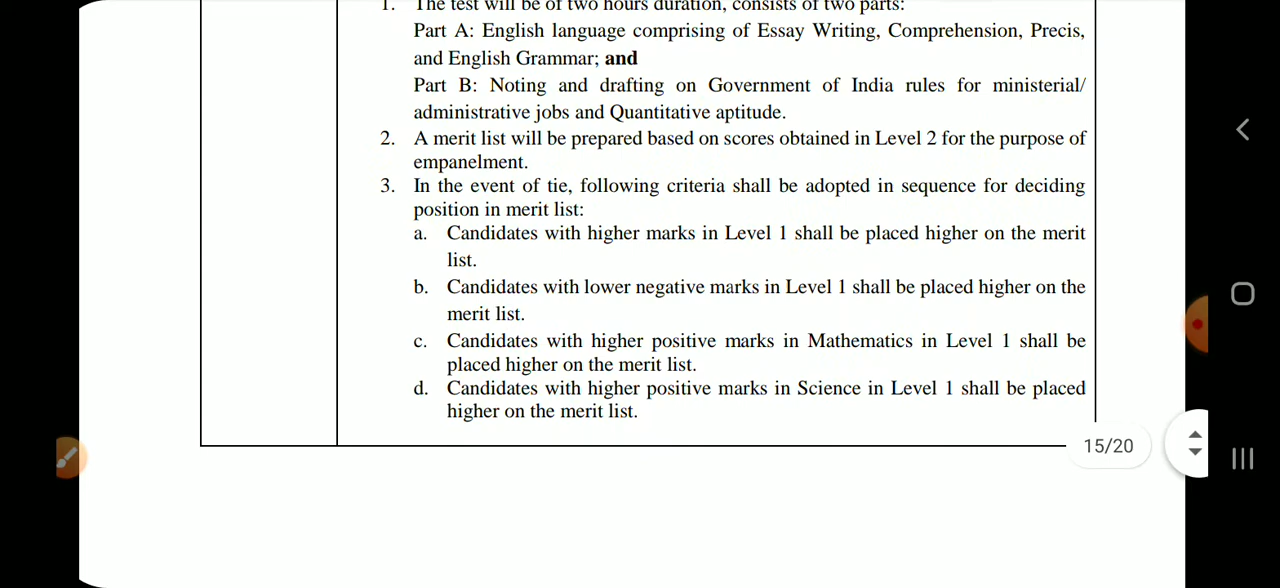 1. The test will be of two hours duration, consists of two parts:
Part A: English language comprising of Essay Writing, Comprehension, Precis,
and English Grammar; and
Part B: Noting and drafting on Government of India rules for ministerial/
administrative jobs and Quantitative aptitude.
2. A merit list will be prepared based on scores obtained in Level 2 for the purpose of
empanelment.
3. In the event of tie, following criteria shall be adopted in sequence for deciding
position in merit list:
a. Candidates with higher marks in Level 1 shall be placed higher on the merit
list.
b. Candidates with lower negative marks in Level 1 shall be placed higher on the
merit list.
c. Candidates with higher positive marks in Mathematics in Level 1 shall be
placed higher on the merit list.
d. Candidates with higher positive marks in Science in Level 1 shall be placed
higher on the merit list.
15/20